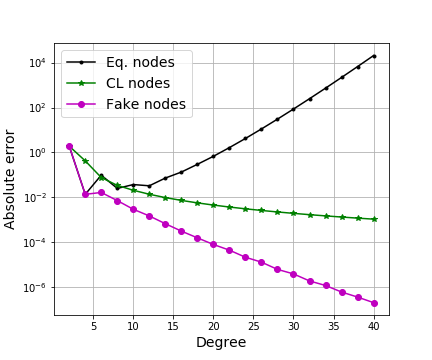 Eq. nodes
CL nodes
Fake nodes
Absolute error
10⁴
10²
10⁰
10⁻²
10⁻⁴
10⁻⁶
5 10 15 20 25 30 35 40
Degree